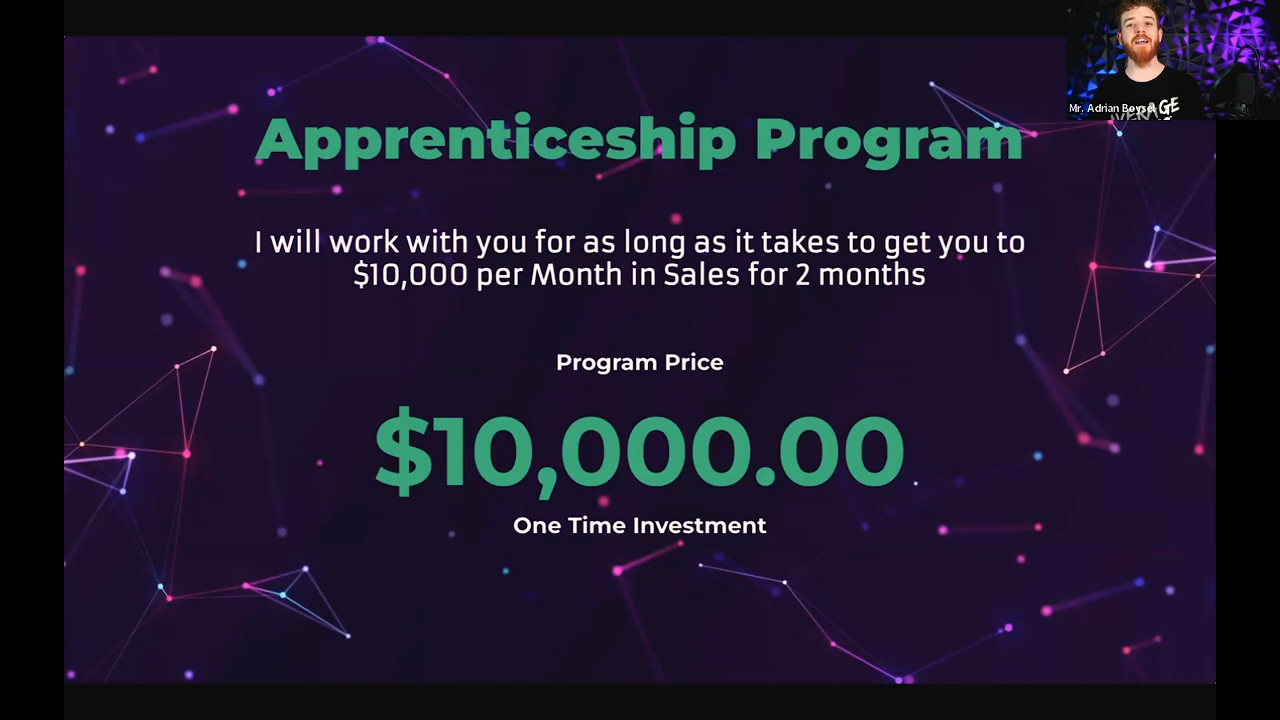 Apprenticeship Program
I will work with you for as long as it takes to get you to
$10,000 per Month in Sales for 2 months
Program Price
$10,000.00
One Time Investment
Mr. Adrian Boysel